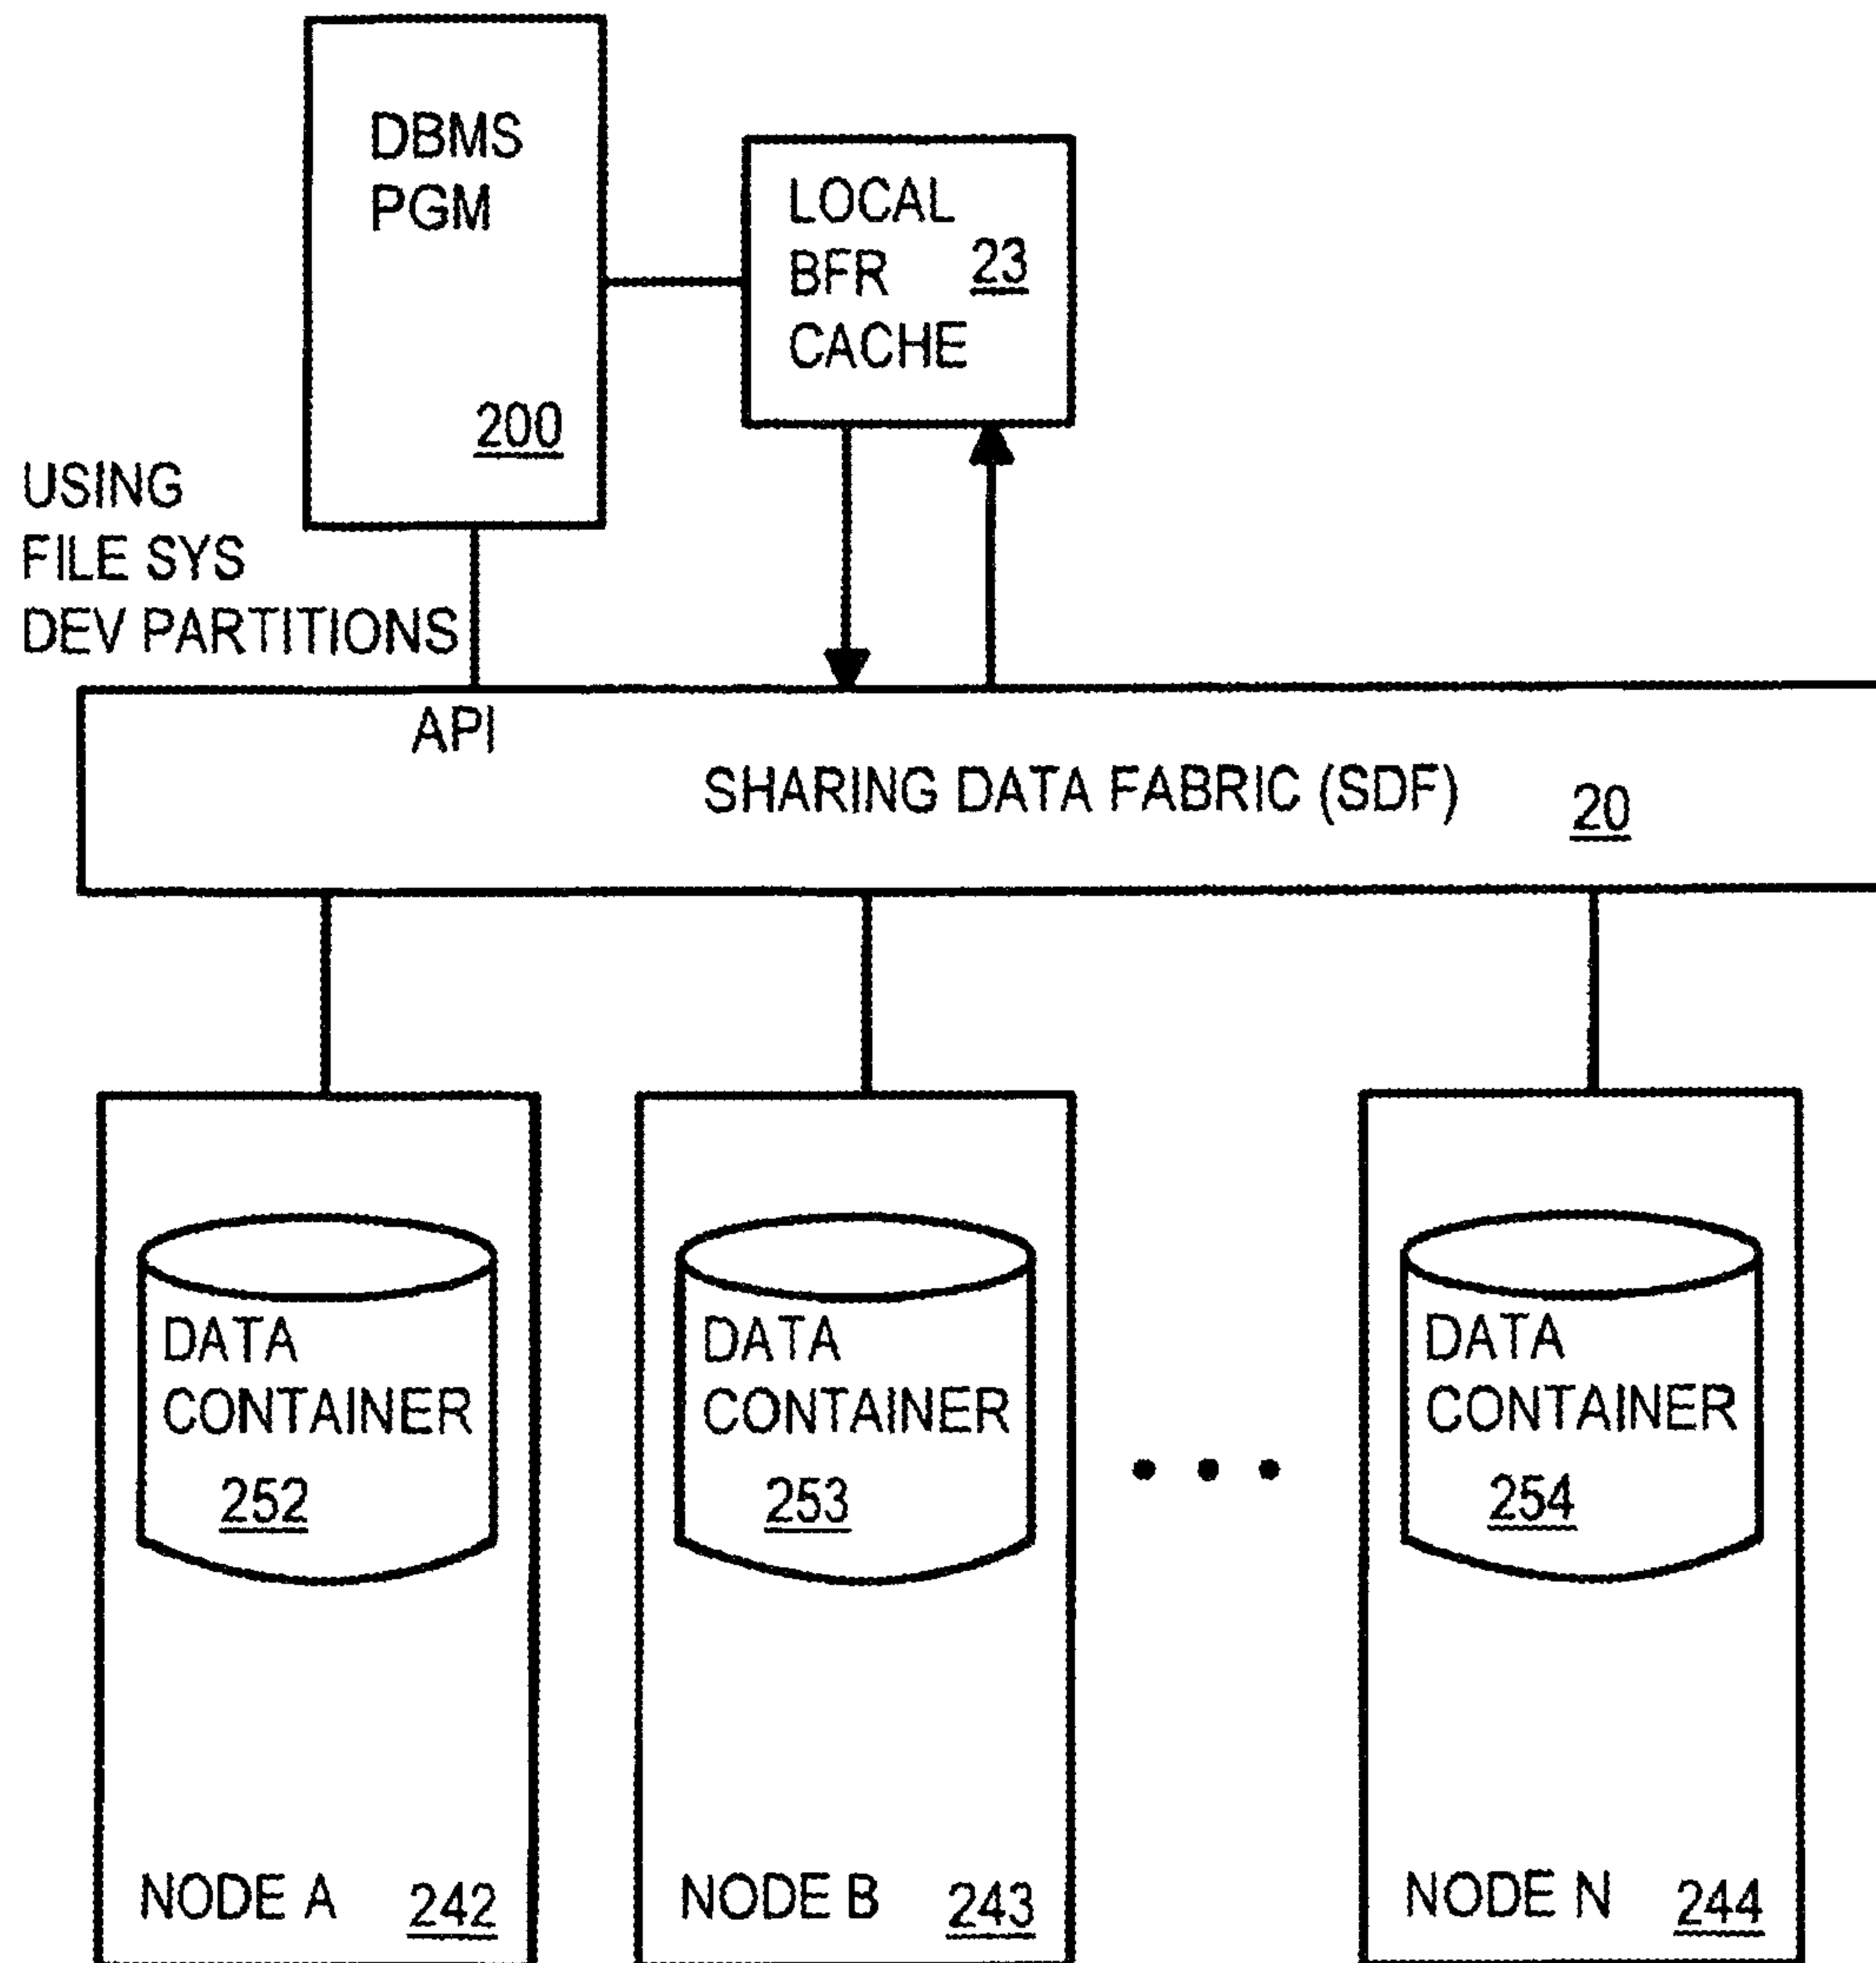 DBMS
PGM
200
LOCAL
BFR
23
CACHE
USING
FILE SYS
DEV PARTITIONS
API
SHARING DATA FABRIC (SDF)
20
DATA
CONTAINER
252
NODE A
242
DATA
CONTAINER
253
NODE B
243
DATA
CONTAINER
254
NODE N
244